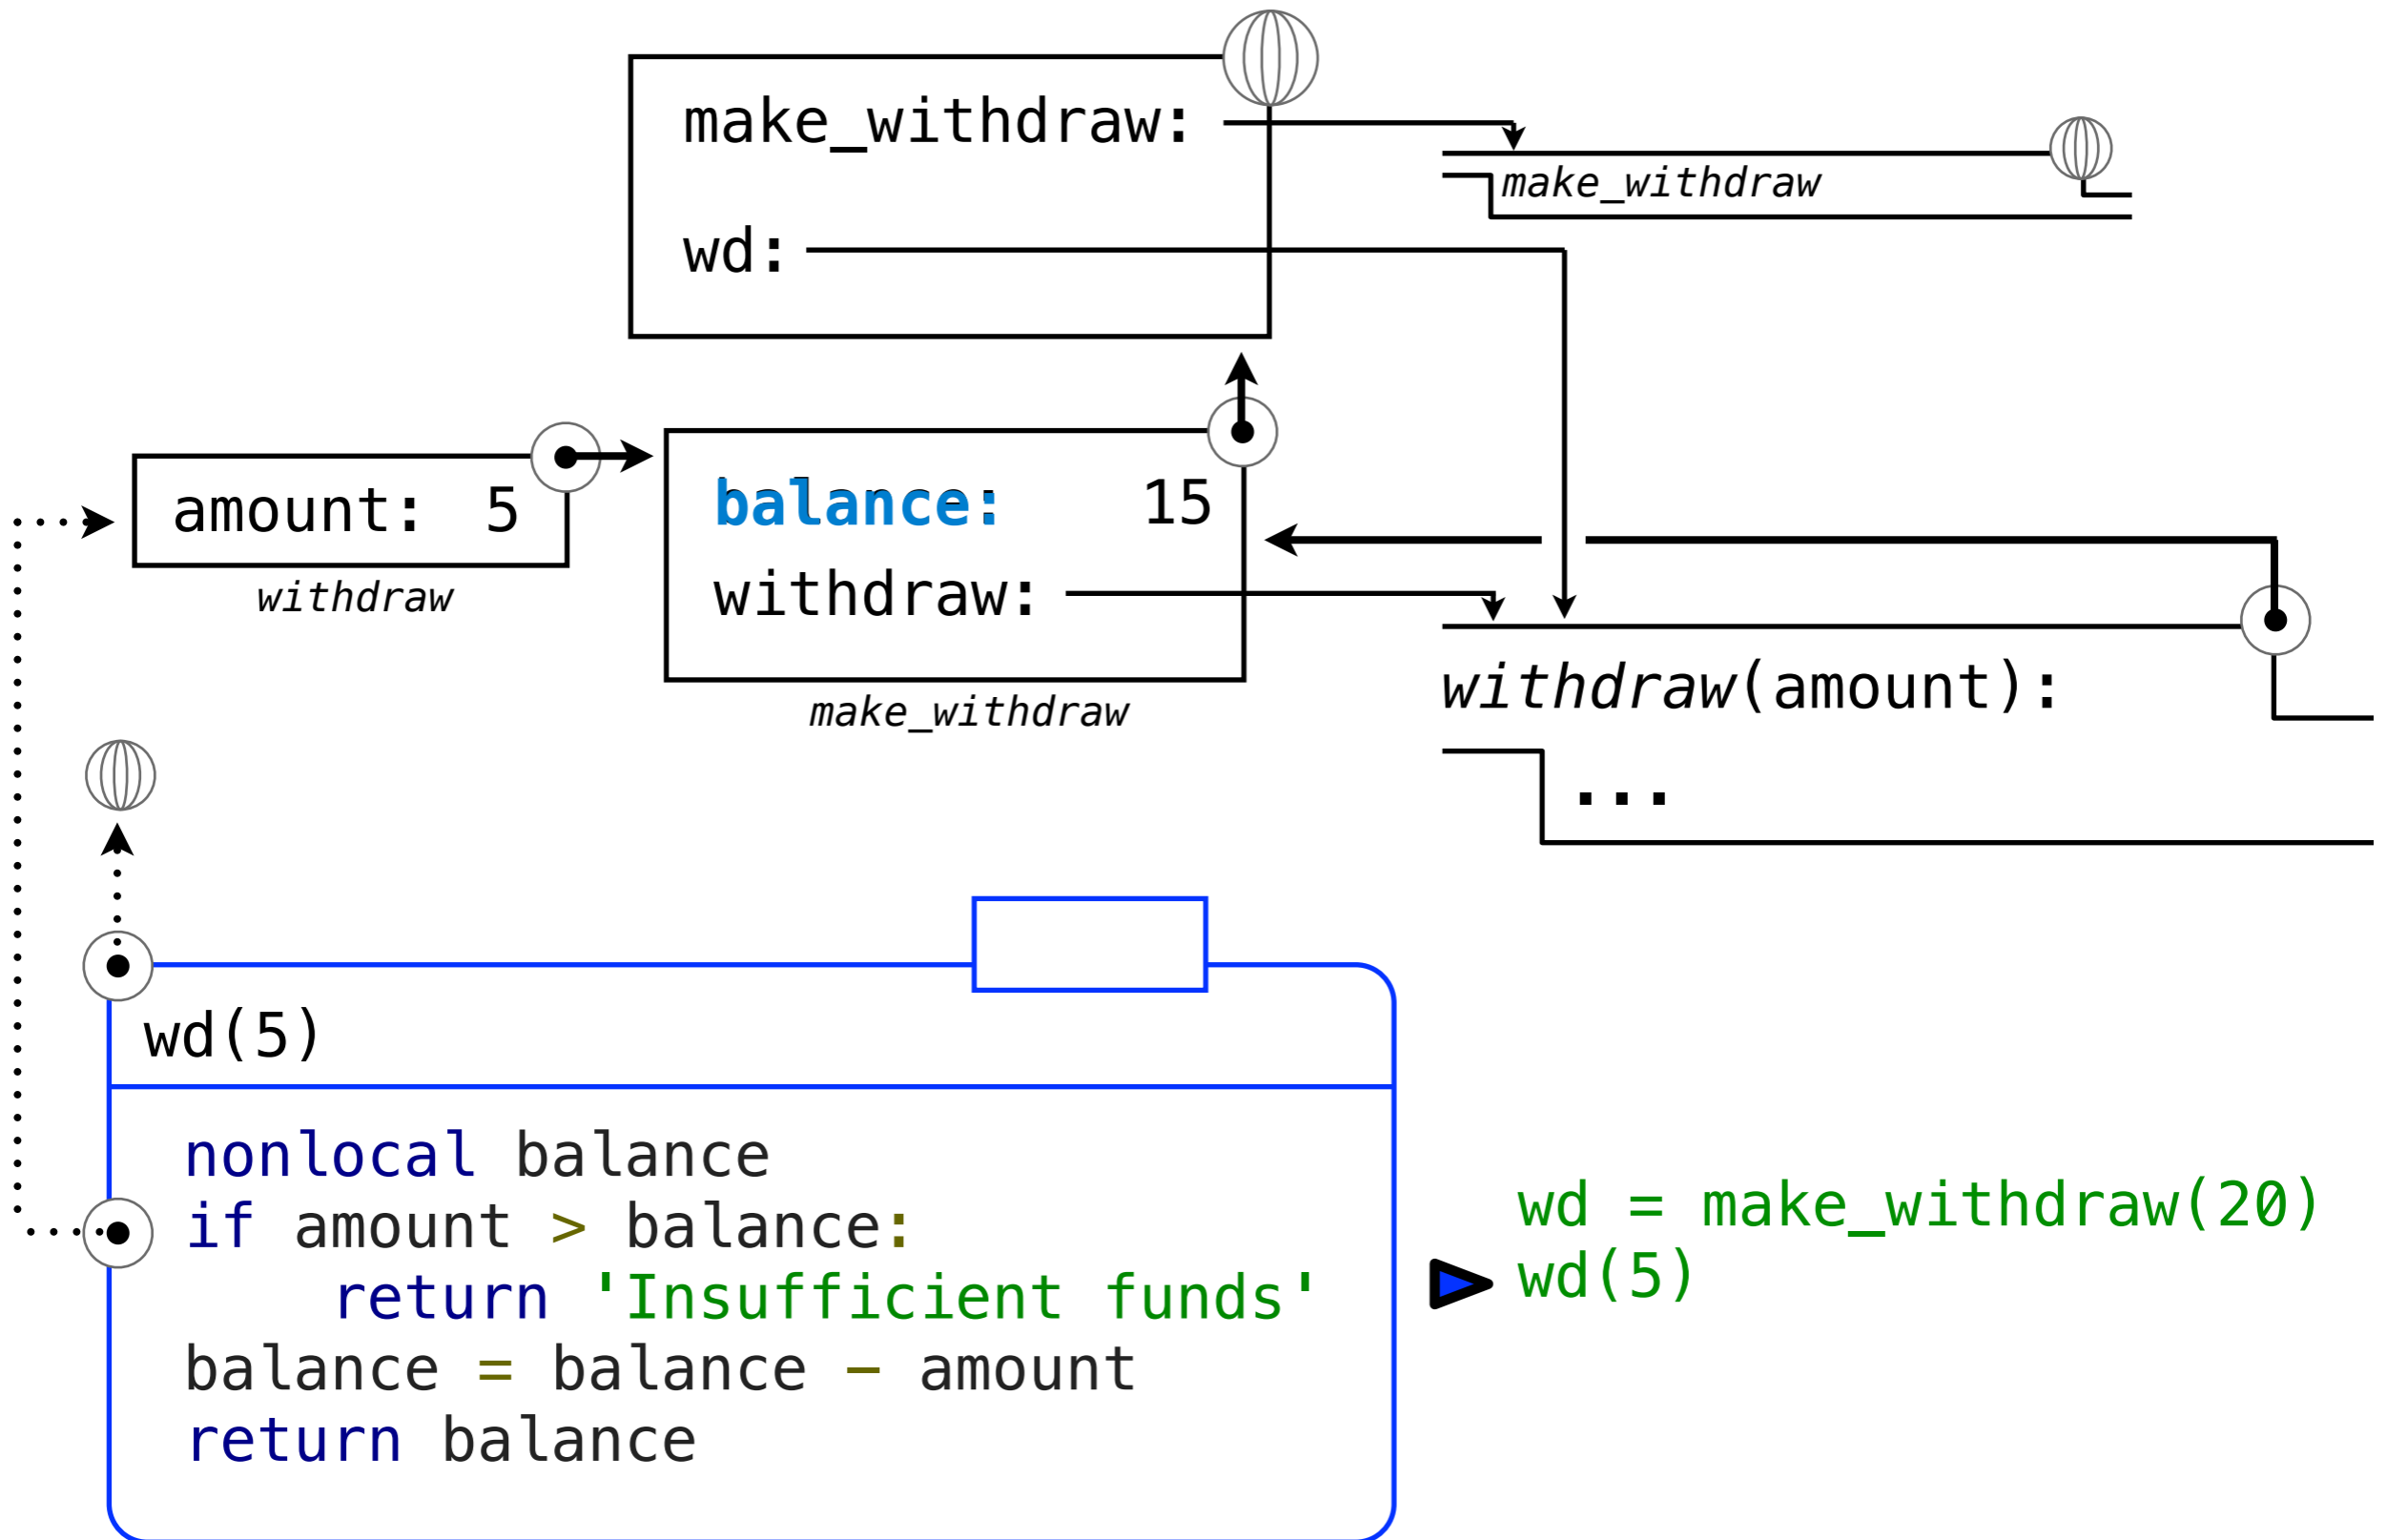 make_withdraw:
make_withdraw
wd:
amount: 5
withdraw
balance: 15
withdraw:
make_withdraw
withdraw(amount):
...
wd(5)
nonlocal balance
if amount > balance:
return 'Insufficient funds'
balance = balance − amount
return balance
wd = make_withdraw(20)
wd(5)